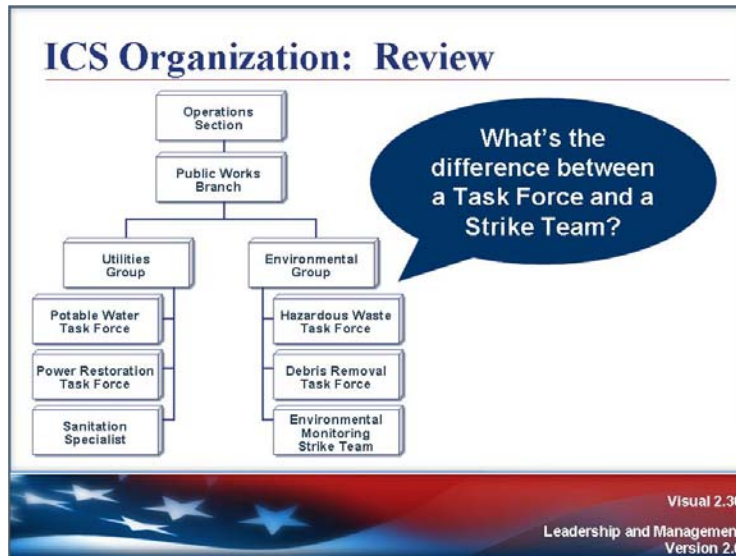 ICS Organization: Review
Operations
Section
Public Works
Branch
What's the
difference between
a Task Force and a
Strike Team?
Utilities
Group
Environmental
Group
Potable Water
Task Force
Hazardous Waste
Task Force
Power Restoration
Task Force
Debris Removal
Task Force
Sanitation
Specialist
Environmental
Monitoring
Strike Team
Visual 2.30
Leadership and Managemen
Version 2.